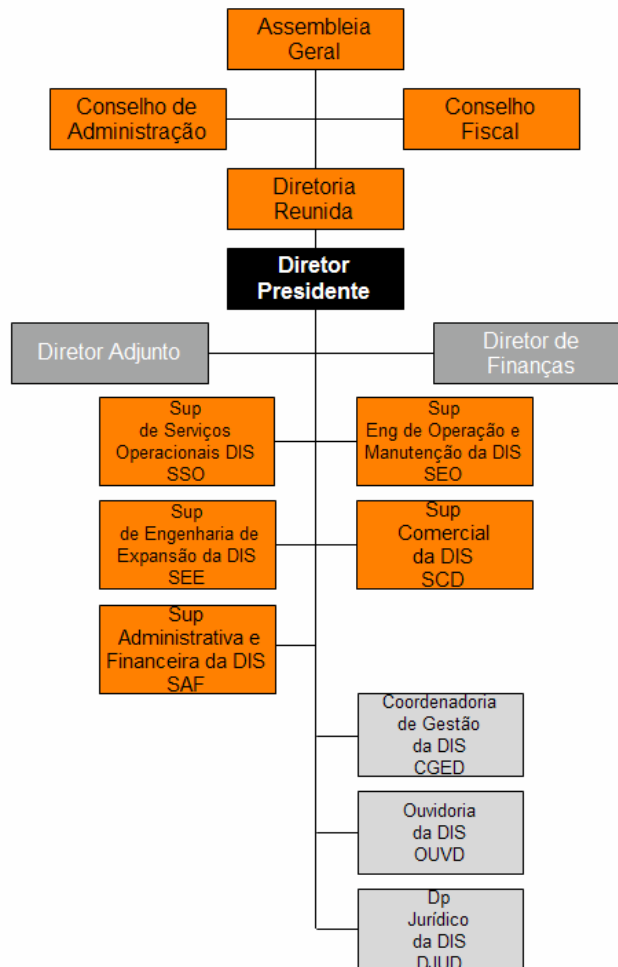 Assembleia
Geral
Conselho de
Administração
Conselho
Fiscal
Diretoria
Reunida
Diretor
Presidente
Diretor Adjunto
Diretor de
Finanças
Sup
de Serviços
Operacionais DIS
SSO
Sup
Eng de Operação e
Manutenção da DIS
SEO
Sup
de Engenharia de
Expansão da DIS
SEE
Sup
Comercial
da DIS
SCD
Sup
Administrativa e
Financeira da DIS
SAF
Coordenadoria
de Gestão
da DIS
CGED
Ouvidoria
da DIS
OUVD
Dp
Jurídico
da DIS
DJUD